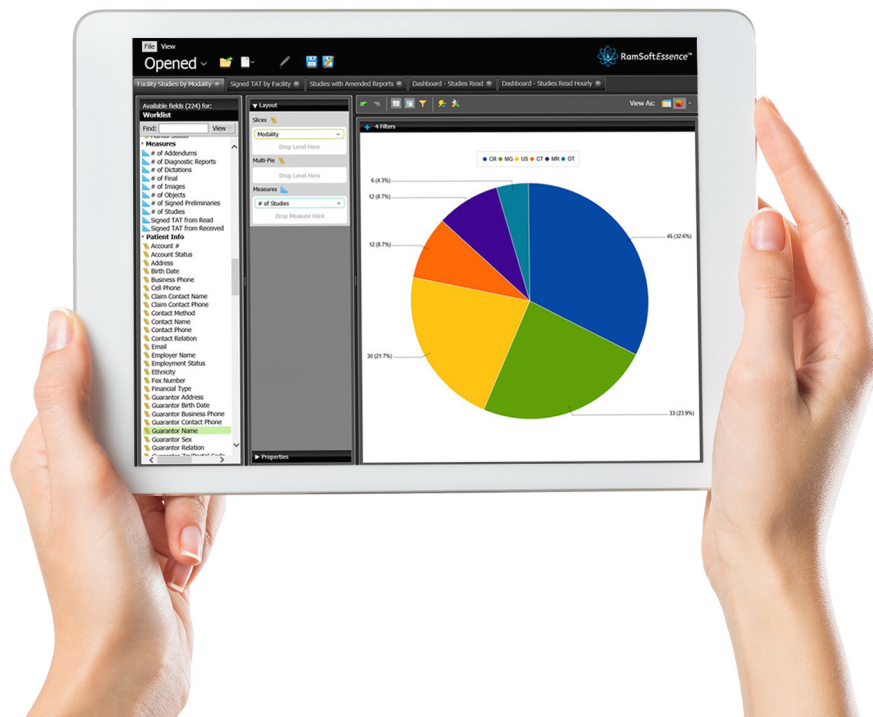 File View
Opened
RamSoft Essence™
Facility Studies by Modality
Signed TAT by Facility
Studies with Amended Reports
Dashboard - Studies Read
Dashboard - Studies Read Hourly
Available fields (224) for:
Worklist
Find: View
Measures
# of Addendums
# of Diagnostic Reports
# of Dictations
# of Final
# of Images
# of Objects
# of Signed Preliminaries
# of Studies
Signed TAT from Read
Signed TAT from Received
Patient Info
Account #
Account Status
Address
Birth Date
Business Phone
Cell Phone
Claim Contact Name
Claim Contact Phone
Contact Method
Contact Name
Contact Phone
Contact Relation
Email
Employer Name
Employment Status
Ethnicity
Fax Number
Financial Type
Guarantor Address
Guarantor Birth Date
Guarantor Business Phone
Guarantor Contact Phone
Guarantor Name
Guarantor Sex
Guarantor Relation
Guarantor Zip/Postal Code
Layout
Slices
Modality
Drop Level Here
Multi-Pie
Drop Level Here
Measures
# of Studies
Drop Measure Here
Properties
View As:
4 Filters
CR MG US CT MR OT
6 (4.3%)
12 (8.7%)
45 (32.6%)
12 (8.7%)
30 (21.7%)
33 (23.9%)